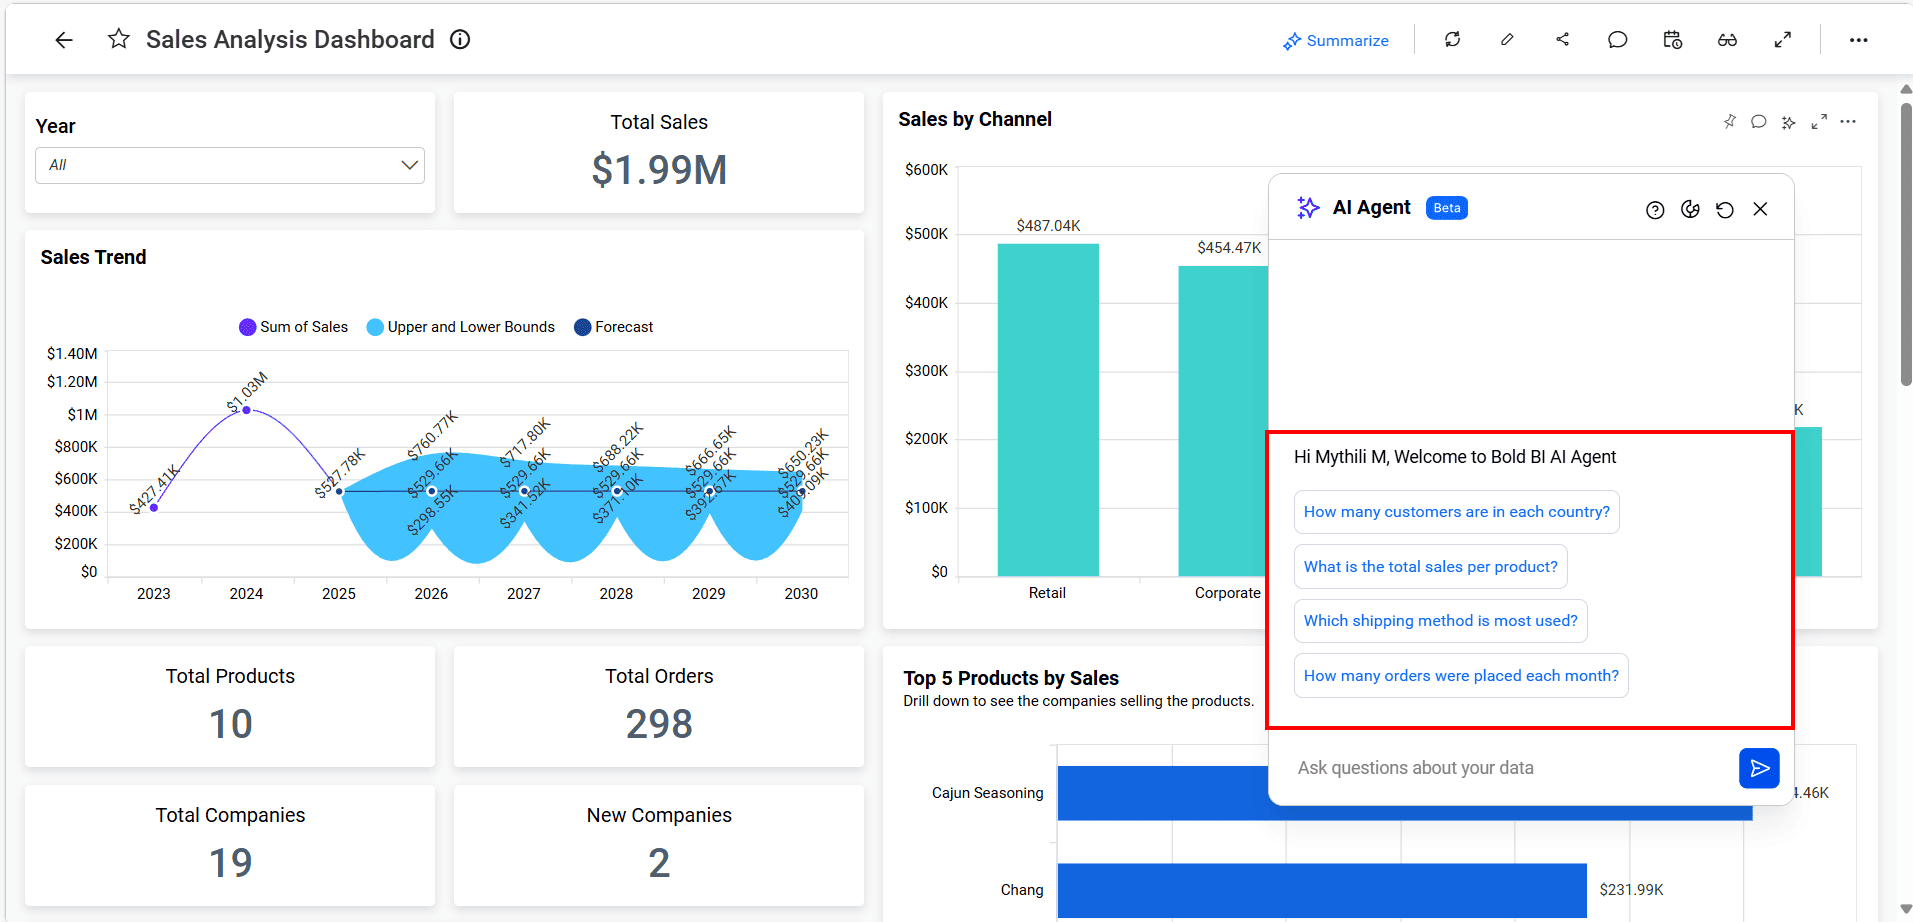 Sales Analysis Dashboard
Summarize
Year
All
Total Sales
$1.99M
Sales Trend
Sum of Sales
Upper and Lower Bounds
Forecast
$1.40M
$1.20M
$1M
$800K
$600K
$400K
$200K
$0
$427.41K
$1.03M
$527.78K
$760.77K
$529.66K
$298.55K
$717.80K
$529.66K
$341.52K
$688.22K
$529.66K
$371.10K
$666.65K
$529.66K
$392.67K
$650.23K
$529.66K
$409.09K
2023
2024
2025
2026
2027
2028
2029
2030
Total Products
10
Total Orders
298
Total Companies
19
New Companies
2
Sales by Channel
$600K
$500K
$400K
$300K
$200K
$100K
$0
$487.04K
$454.47K
K
Retail
Corporate
AI Agent
Beta
Hi Mythili M, Welcome to Bold BI AI Agent
How many customers are in each country?
What is the total sales per product?
Which shipping method is most used?
How many orders were placed each month?
Ask questions about your data
Top 5 Products by Sales
Drill down to see the companies selling the products.
Cajun Seasoning
4.46K
Chang
$231.99K